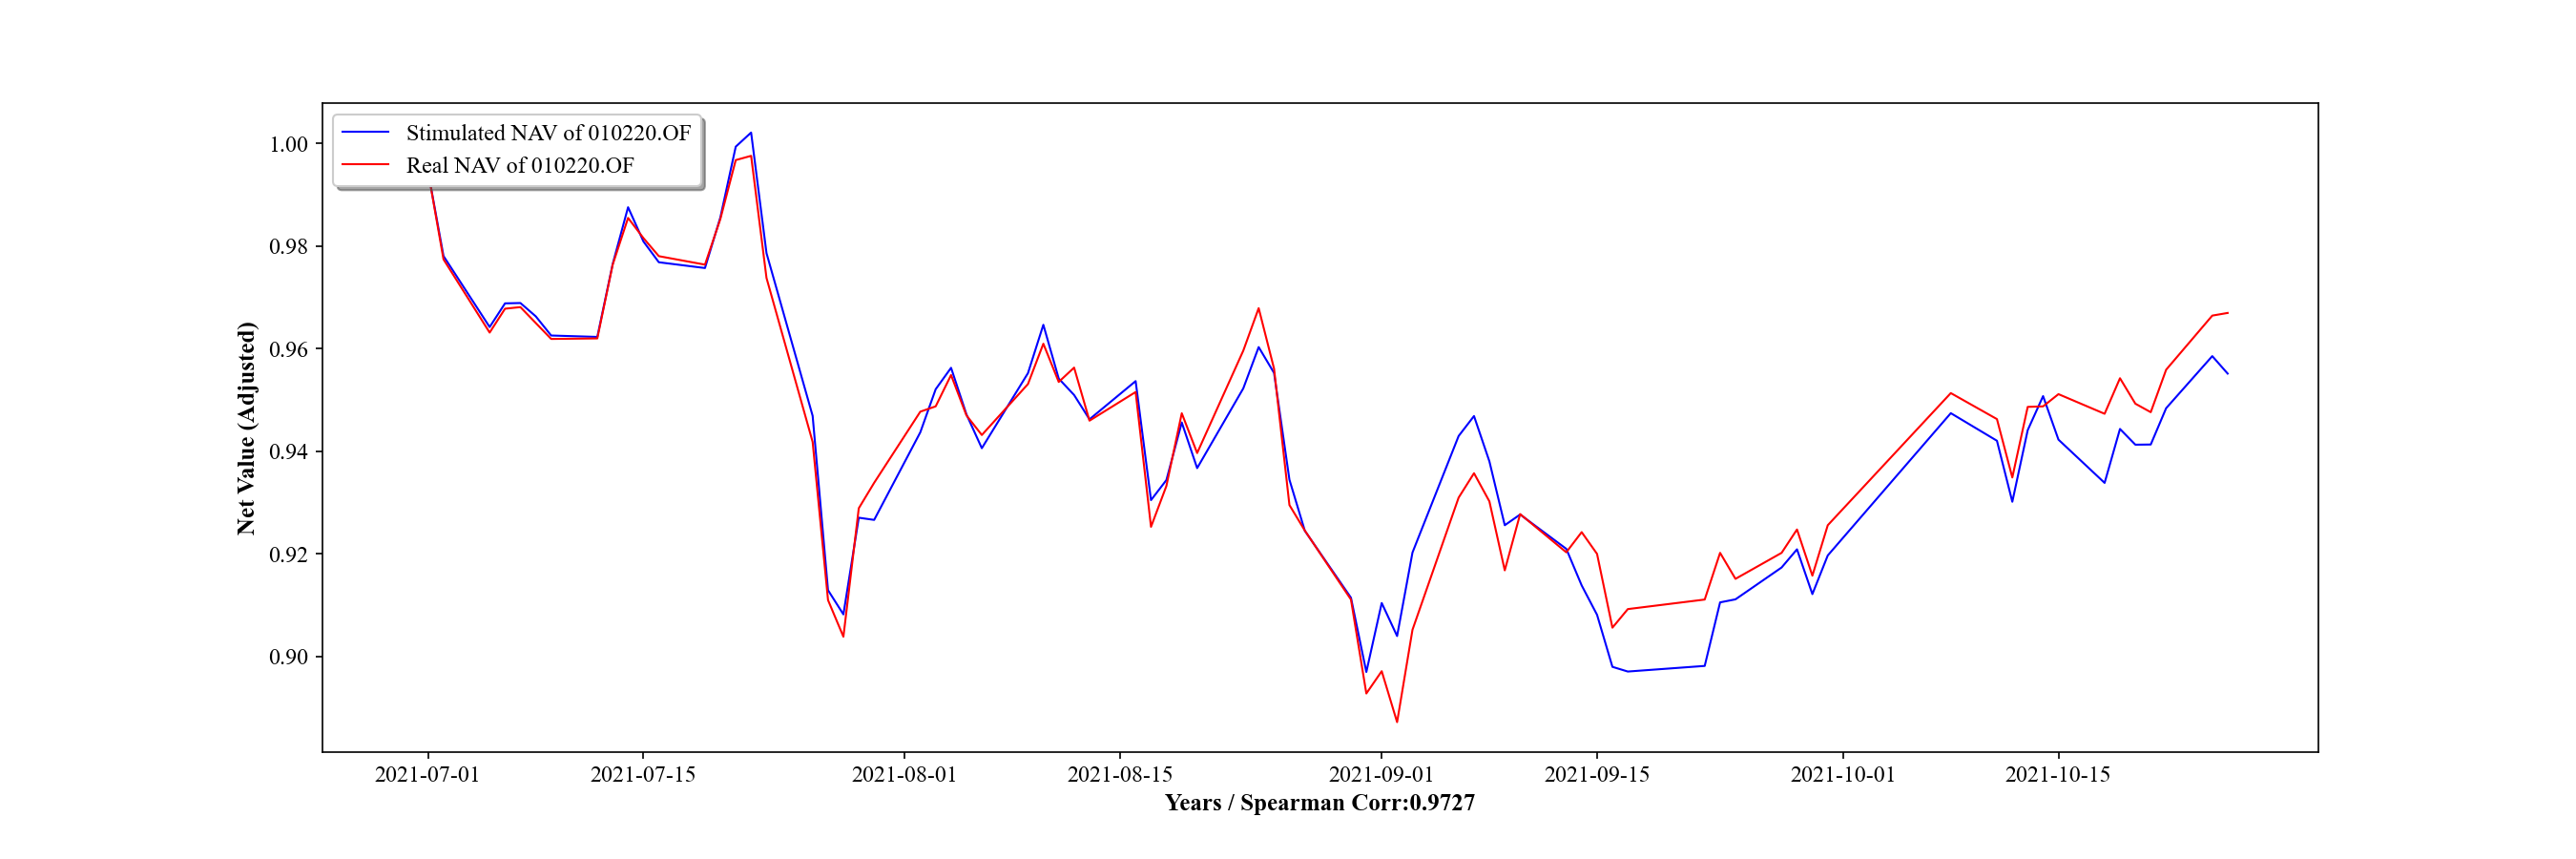 Stimulated NAV of 010220.OF
Real NAV of 010220.OF
1.00
0.98
0.96
0.94
0.92
0.90
Net Value (Adjusted)
2021-07-01 2021-07-15 2021-08-01 2021-08-15 2021-09-01 2021-09-15 2021-10-01 2021-10-15
Years / Spearman Corr:0.9727